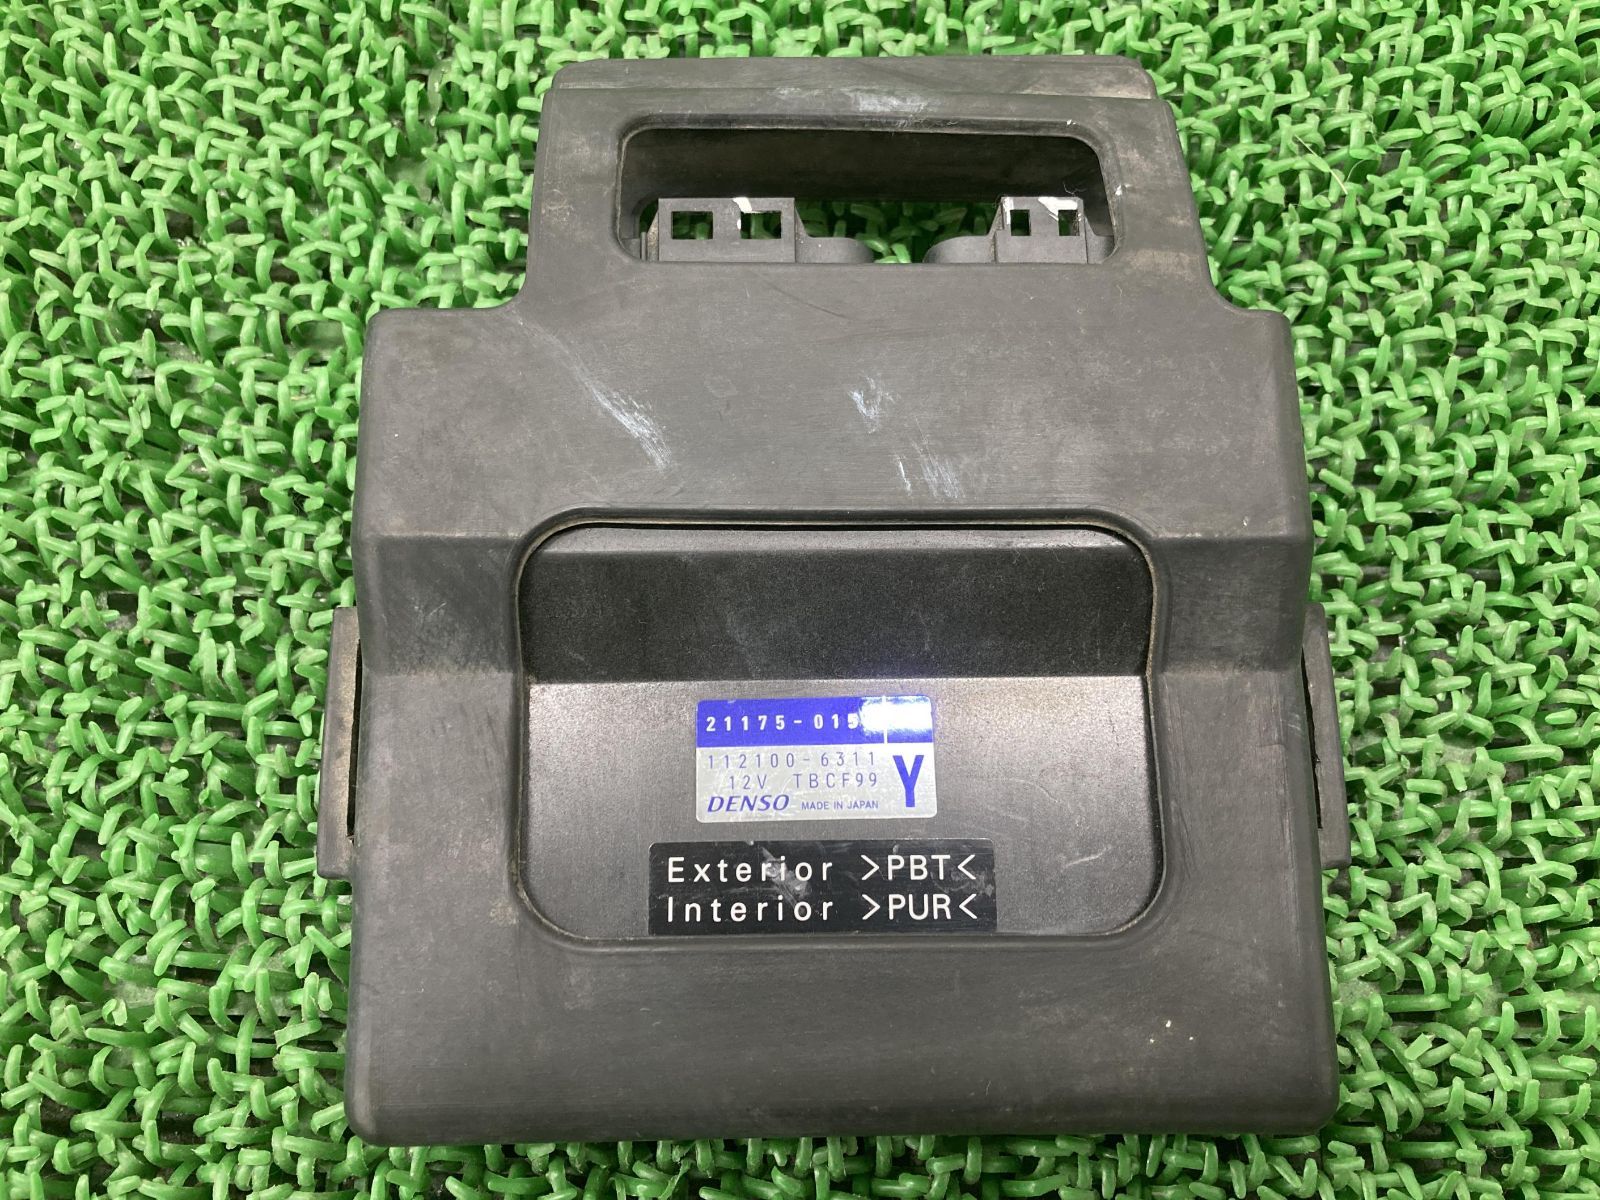 21175-015
112100-6311
12V TBCF99
Y
DENSO MADE IN JAPAN
Exterior >PBT<
Interior >PUR<